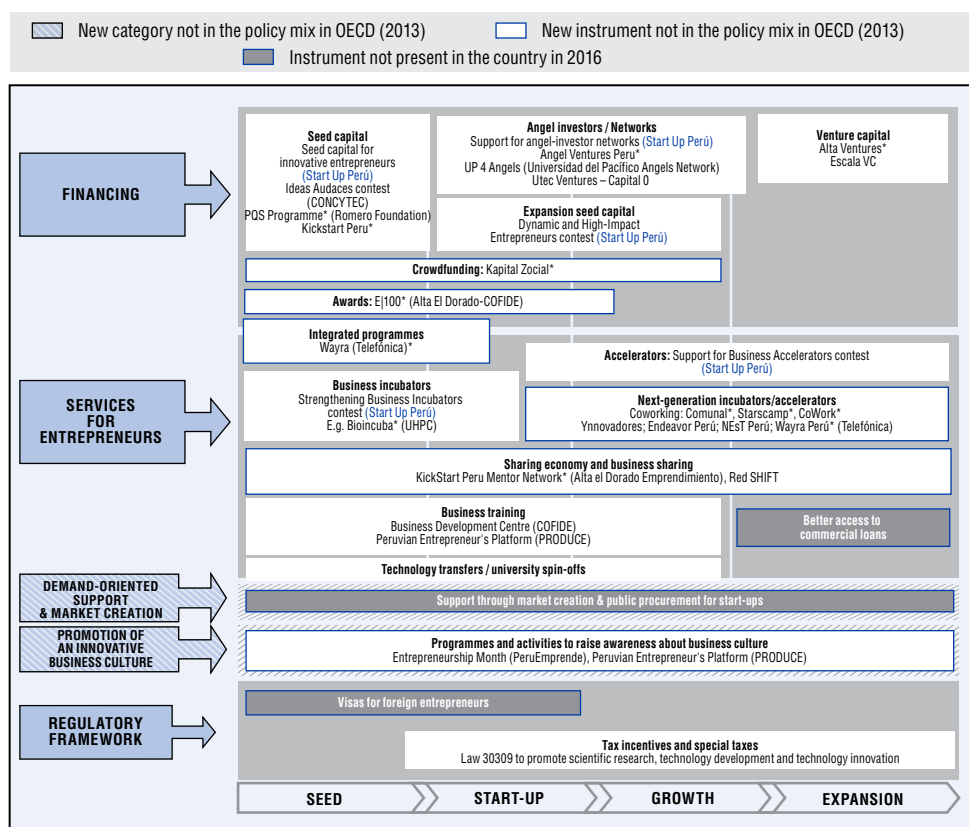 New category not in the policy mix in OECD (2013)
New instrument not in the policy mix in OECD (2013)
Instrument not present in the country in 2016
FINANCING
Seed capital
Seed capital for
innovative entrepreneurs
(Start Up Perú)
Ideas Audaces contest
(CONCYTEC)
PQS Programme* (Romero Foundation)
Kickstart Peru*
Angel investors / Networks
Support for angel-investor networks (Start Up Perú)
Angel Ventures Peru*
UP 4 Angels (Universidad del Pacífico Angels Network)
Utec Ventures – Capital 0
Venture capital
Alta Ventures*
Escala VC
Expansion seed capital
Dynamic and High-Impact
Entrepreneurs contest (Start Up Perú)
Crowdfunding: Kapital Zocial*
Awards: E|100* (Alta El Dorado-COFIDE)
SERVICES
FOR
ENTREPRENEURS
Integrated programmes
Wayra (Telefónica)*
Accelerators: Support for Business Accelerators contest
(Start Up Perú)
Business incubators
Strengthening Business Incubators
contest (Start Up Perú)
E.g. Bioincuba* (UHPC)
Next-generation incubators/accelerators
Coworking: Comunal*, Starscamp*, CoWork*
Ynnovadores; Endeavor Perú; NEsT Perú; Wayra Perú* (Telefónica)
Sharing economy and business sharing
KickStart Peru Mentor Network* (Alta el Dorado Emprendimiento), Red SHIFT
Business training
Business Development Centre (COFIDE)
Peruvian Entrepreneur's Platform (PRODUCE)
Better access to
commercial loans
Technology transfers / university spin-offs
DEMAND-ORIENTED
SUPPORT
& MARKET CREATION
Support through market creation & public procurement for start-ups
PROMOTION OF
AN INNOVATIVE
BUSINESS CULTURE
Programmes and activities to raise awareness about business culture
Entrepreneurship Month (PeruEmprende), Peruvian Entrepreneur's Platform (PRODUCE)
REGULATORY
FRAMEWORK
Visas for foreign entrepreneurs
Tax incentives and special taxes
Law 30309 to promote scientific research, technology development and technology innovation
SEED
START-UP
GROWTH
EXPANSION